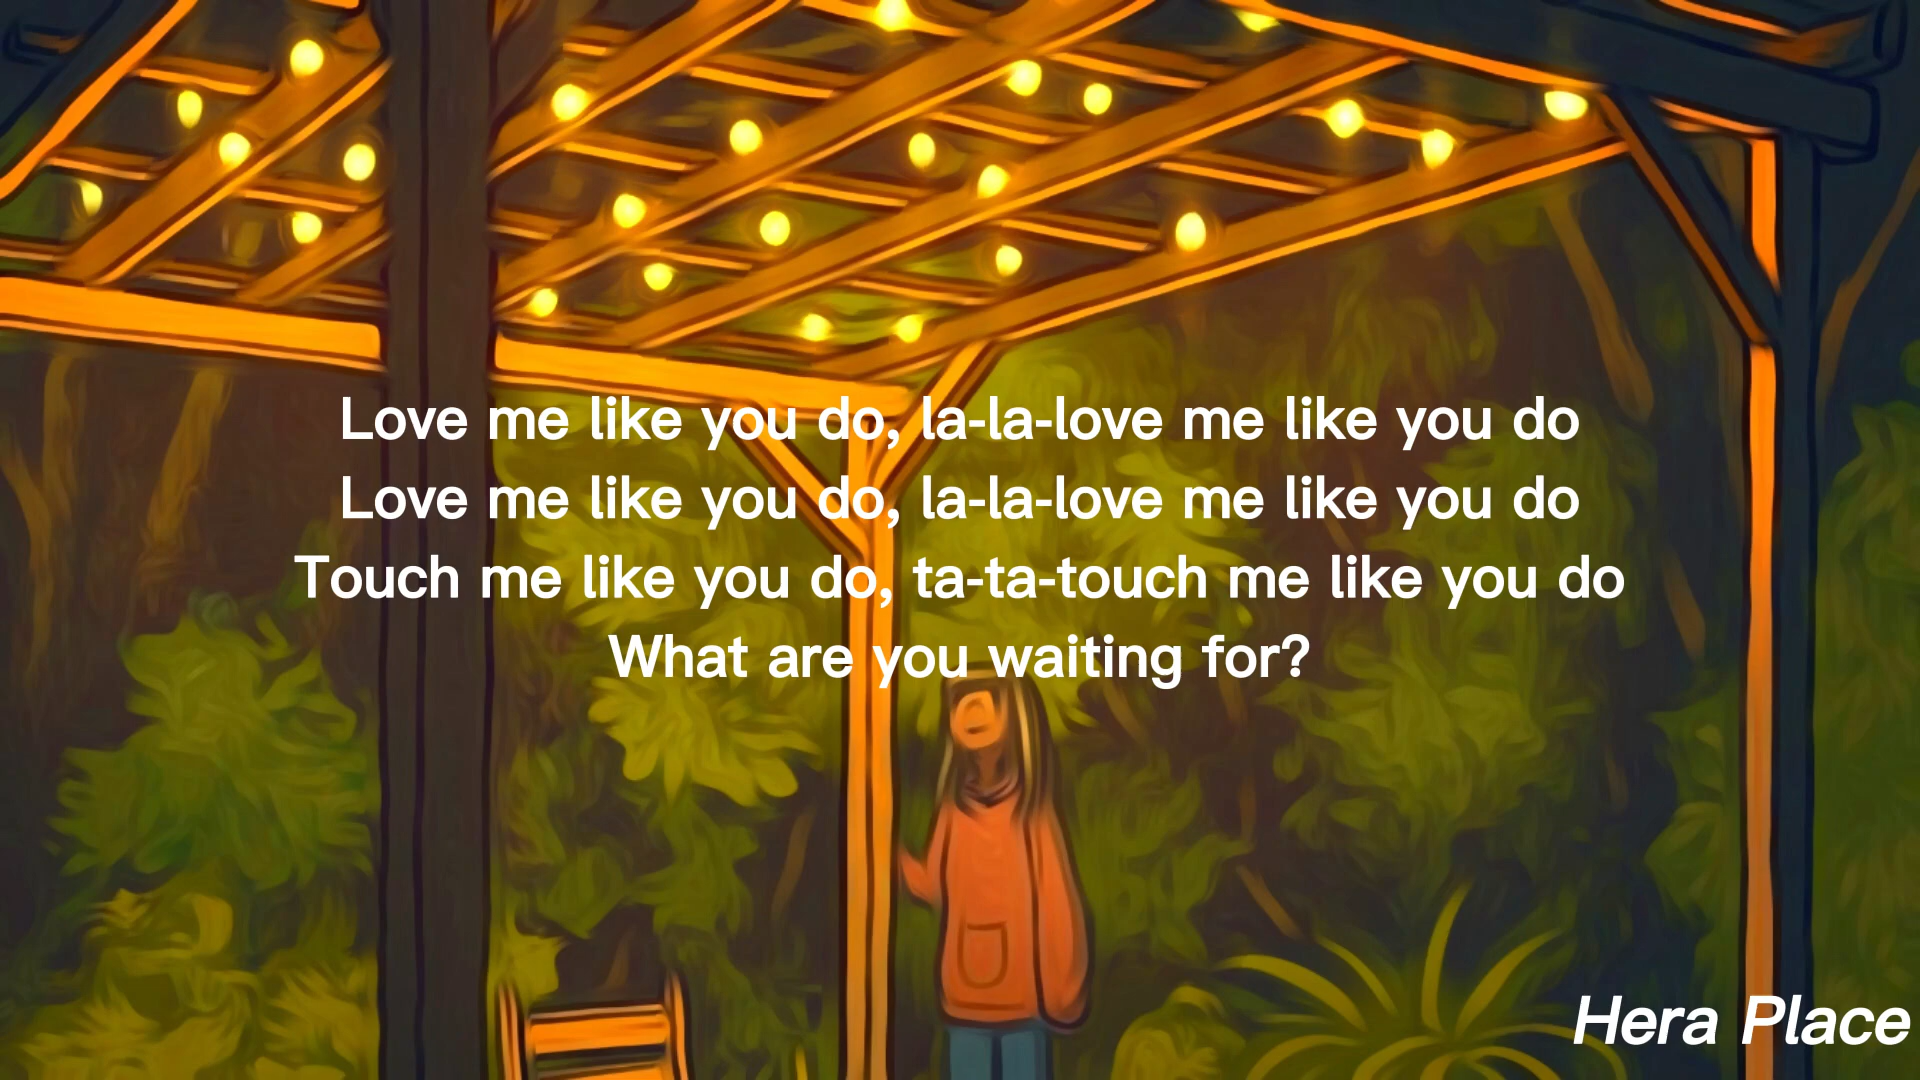 Love me like you do, la-la-love me like you do
Love me like you do, la-la-love me like you do
Touch me like you do, ta-ta-touch me like you do
What are you waiting for?
Hera Place